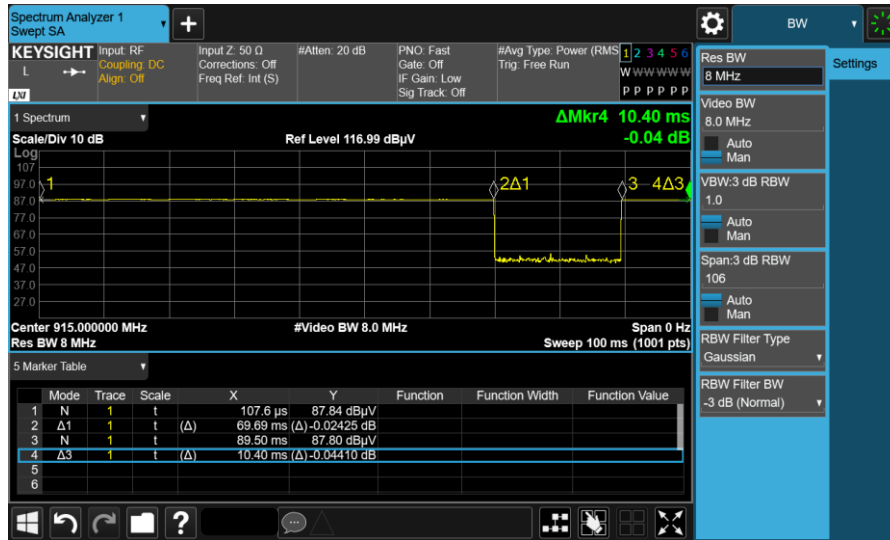 Spectrum Analyzer 1
Swept SA
+
BW
KEYSIGHT
L
LXI
Input: RF
Coupling: DC
Align: Off
Input Z: 50 Ω
Corrections: Off
Freq Ref: Int (S)
#Atten: 20 dB
PNO: Fast
Gate: Off
IF Gain: Low
Sig Track: Off
#Avg Type: Power (RMS
Trig: Free Run
1 2 3 4 5 6
W W W W W W
P P P P P P
1 Spectrum
ΔMkr4 10.40 ms
Scale/Div 10 dB
Ref Level 116.99 dBµV
-0.04 dB
Log
107
97.0
87.0
77.0
67.0
57.0
47.0
37.0
27.0
1
2Δ1
3
4Δ3
Center 915.000000 MHz
#Video BW 8.0 MHz
Span 0 Hz
Res BW 8 MHz
Sweep 100 ms (1001 pts)
5 Marker Table
Mode Trace Scale X Y Function Function Width Function Value
1 N 1 t 107.6 µs 87.84 dBµV
2 Δ1 1 t (Δ) 69.69 ms (Δ) -0.02425 dB
3 N 1 t 89.50 ms 87.80 dBµV
4 Δ3 1 t (Δ) 10.40 ms (Δ) -0.04410 dB
5
6
?
Settings
Res BW
8 MHz
Video BW
8.0 MHz
Auto
Man
VBW:3 dB RBW
1.0
Auto
Man
Span:3 dB RBW
106
Auto
Man
RBW Filter Type
Gaussian
RBW Filter BW
-3 dB (Normal)